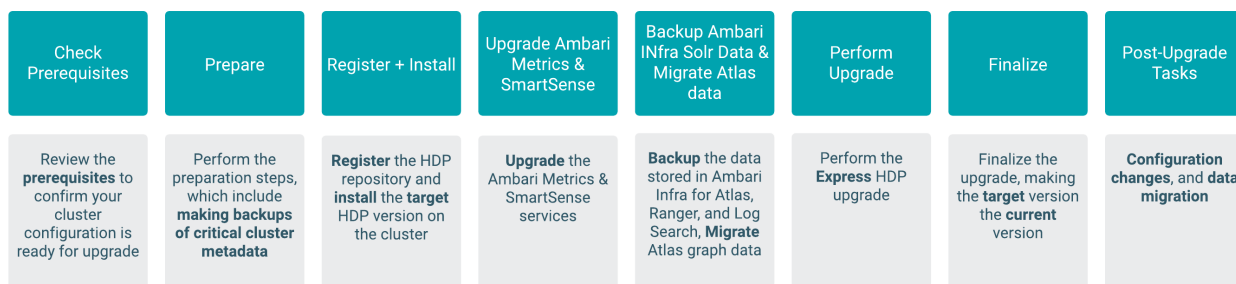 Check
Prerequisites
Prepare
Register + Install
Upgrade Ambari
Metrics &
SmartSense
Backup Ambari
INfra Solr Data &
Migrate Atlas
data
Perform
Upgrade
Finalize
Post-Upgrade
Tasks
Review the
prerequisites to
confirm your
cluster
configuration is
ready for upgrade
Perform the
preparation steps,
which include
making backups
of critical cluster
metadata
Register the HDP
repository and
install the target
HDP version on
the cluster
Upgrade the
Ambari Metrics &
SmartSense
services
Backup the data
stored in Ambari
Infra for Atlas,
Ranger, and Log
Search, Migrate
Atlas graph data
Perform the
Express HDP
upgrade
Finalize the
upgrade, making
the target version
the current
version
Configuration
changes, and data
migration